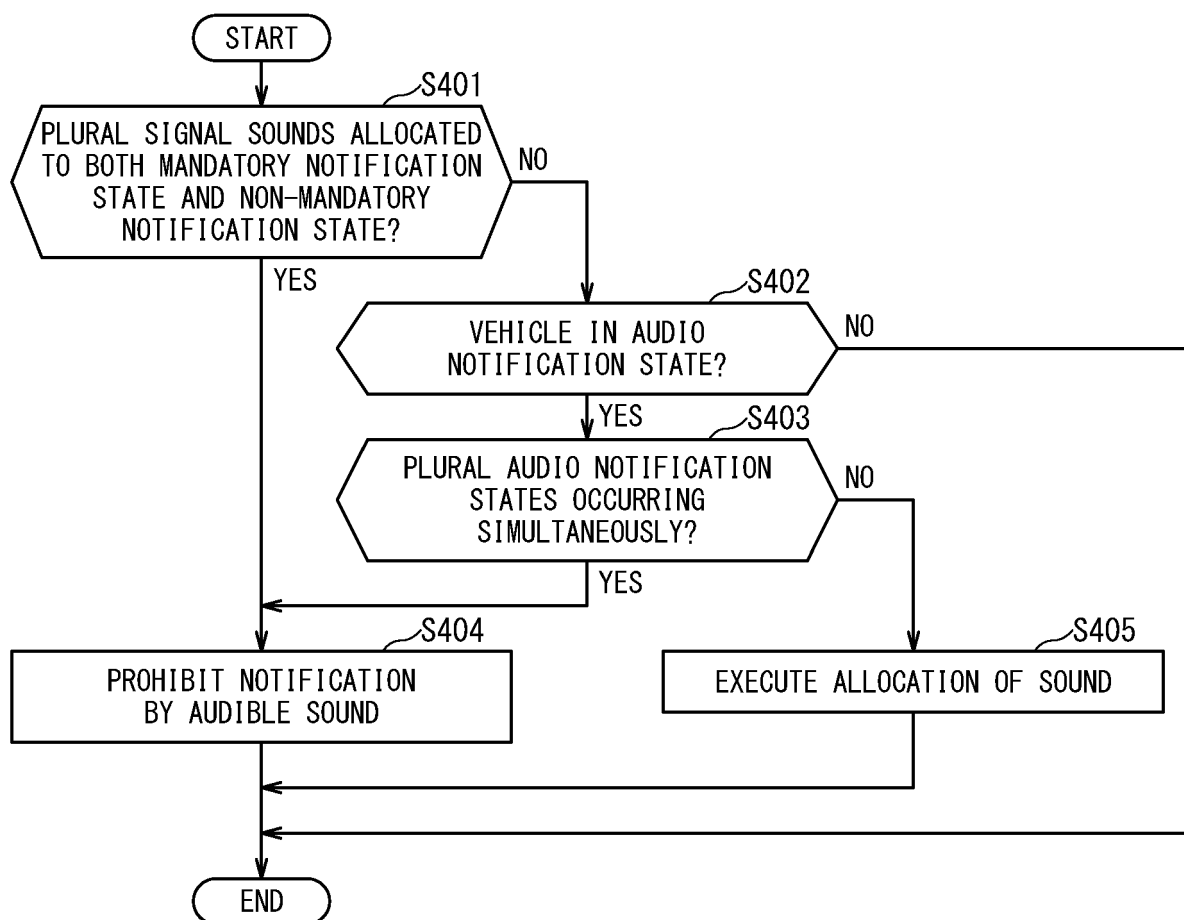 START
S401
PLURAL SIGNAL SOUNDS ALLOCATED
TO BOTH MANDATORY NOTIFICATION
STATE AND NON-MANDATORY
NOTIFICATION STATE?
NO
YES
S402
VEHICLE IN AUDIO
NOTIFICATION STATE?
NO
YES
S403
PLURAL AUDIO NOTIFICATION
STATES OCCURRING
SIMULTANEOUSLY?
NO
YES
S404
PROHIBIT NOTIFICATION
BY AUDIBLE SOUND
S405
EXECUTE ALLOCATION OF SOUND
END